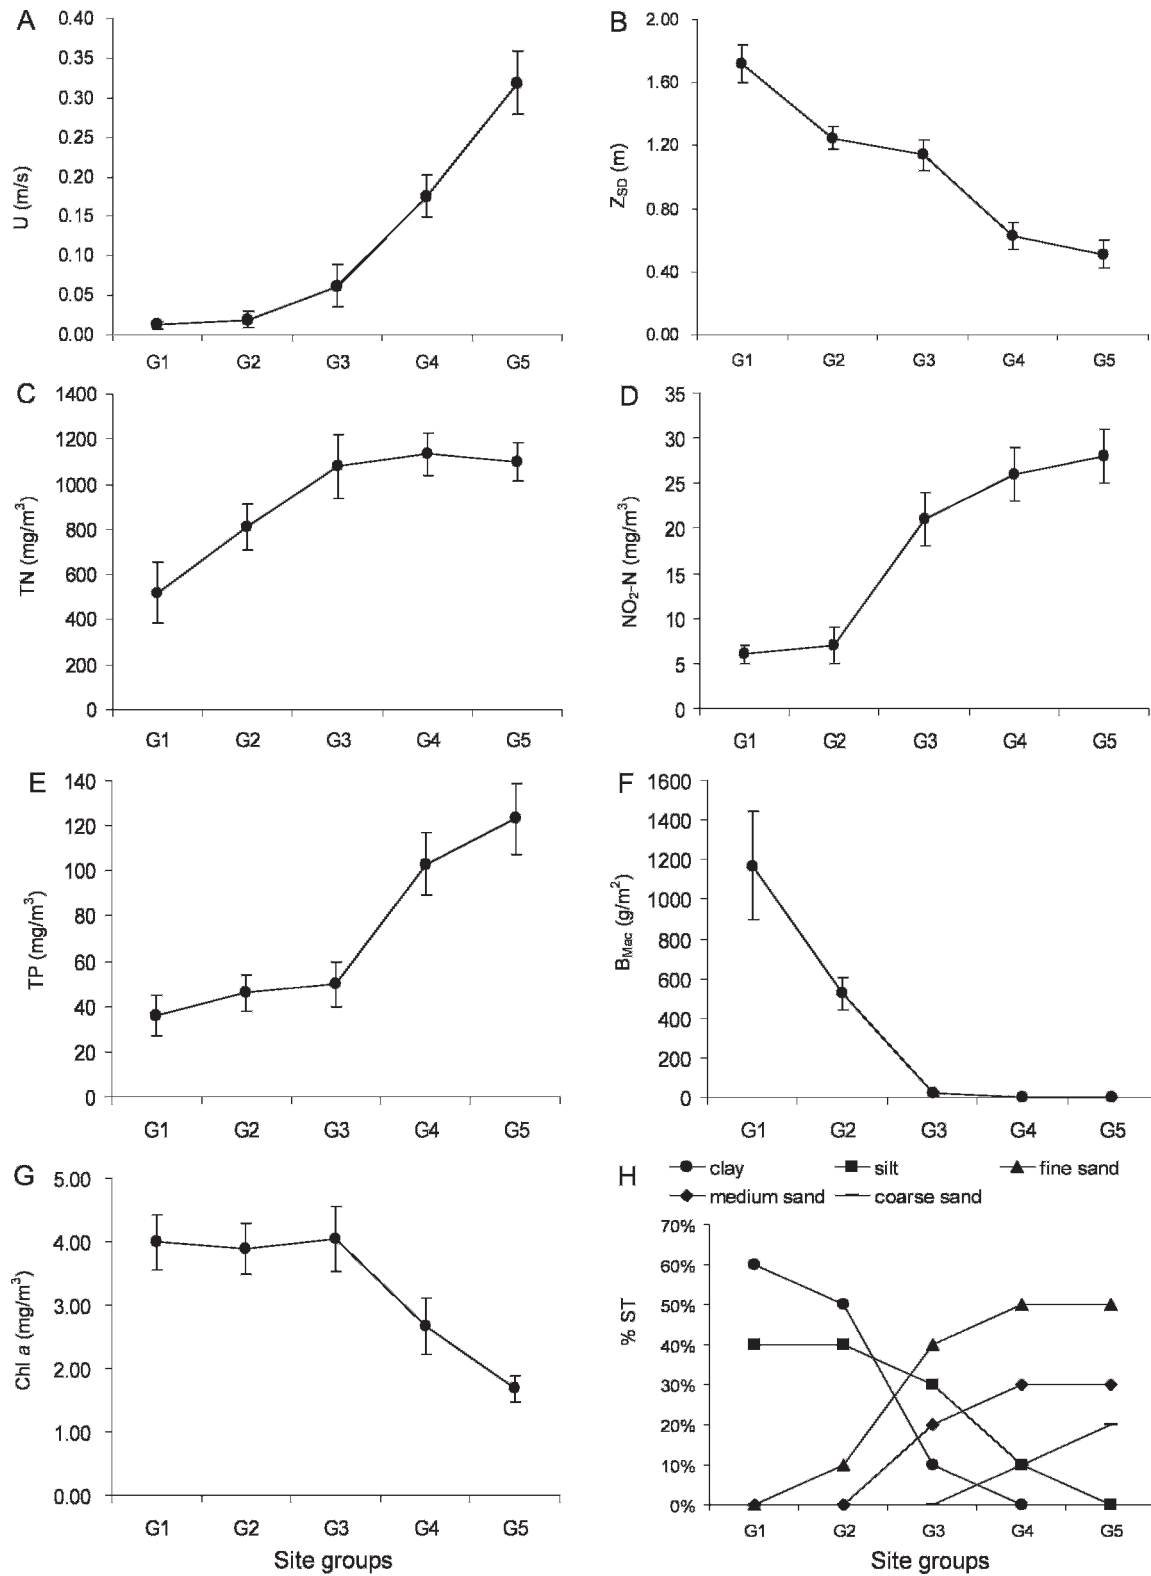 A
0.40
0.35
0.30
0.25
0.20
0.15
0.10
0.05
0.00
U (m/s)
G1 G2 G3 G4 G5
B
2.00
1.60
1.20
0.80
0.40
0.00
Z_SD (m)
G1 G2 G3 G4 G5
C
1400
1200
1000
800
600
400
200
0
TN (mg/m³)
G1 G2 G3 G4 G5
D
35
30
25
20
15
10
5
0
NO₂-N (mg/m³)
G1 G2 G3 G4 G5
E
140
120
100
80
60
40
20
0
TP (mg/m³)
G1 G2 G3 G4 G5
F
1600
1400
1200
1000
800
600
400
200
0
B_Mac (g/m²)
G1 G2 G3 G4 G5
G
5.00
4.00
3.00
2.00
1.00
0.00
Chl a (mg/m³)
G1 G2 G3 G4 G5
Site groups
H
clay silt fine sand
medium sand coarse sand
70%
60%
50%
40%
30%
20%
10%
0%
% ST
G1 G2 G3 G4 G5
Site groups